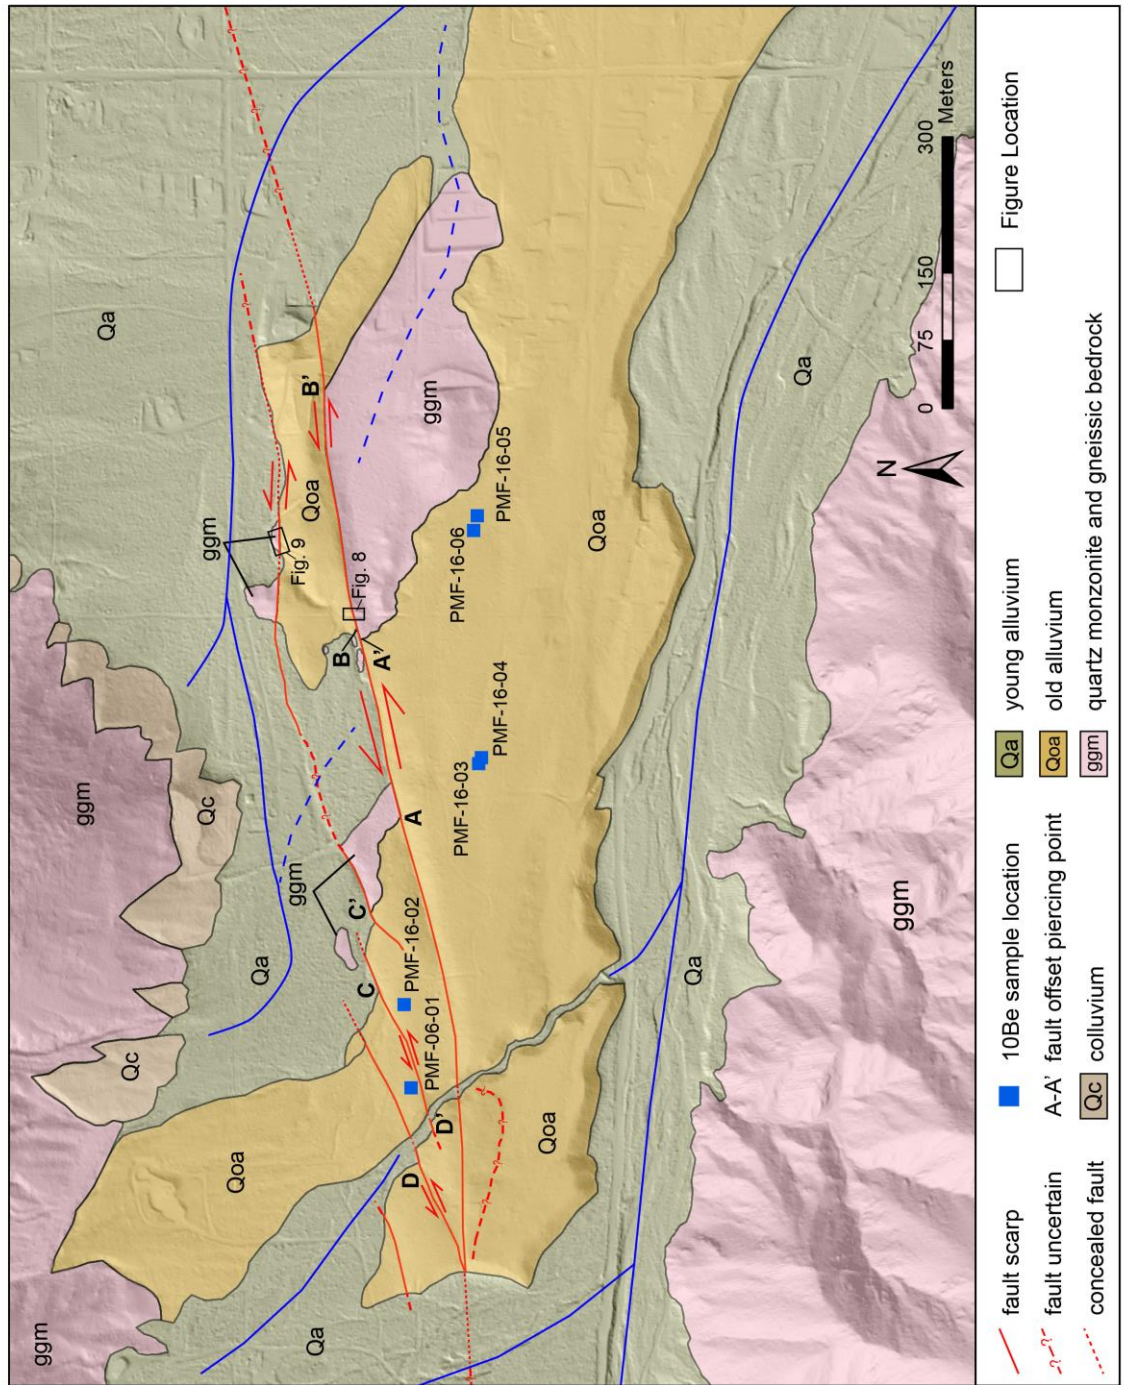 Qa
ggm
Qc
Qa
ggm
Fig. 9
Qoa
B'
ggm
B
Fig. 8
A'
PMF-16-06
PMF-16-05
PMF-16-03
PMF-16-04
A
ggm
C'
PMF-16-02
C
PMF-06-01
Qc
Qoa
D
D'
Qoa
Qoa
Qa
ggm
Qa
Qa
ggm
N
0 75 150 300
Meters
fault scarp
-?-?- fault uncertain
concealed fault
10Be sample location
A-A' fault offset piercing point
Qc colluvium
Qa young alluvium
Qoa old alluvium
ggm quartz monzonite and gneissic bedrock
Figure Location